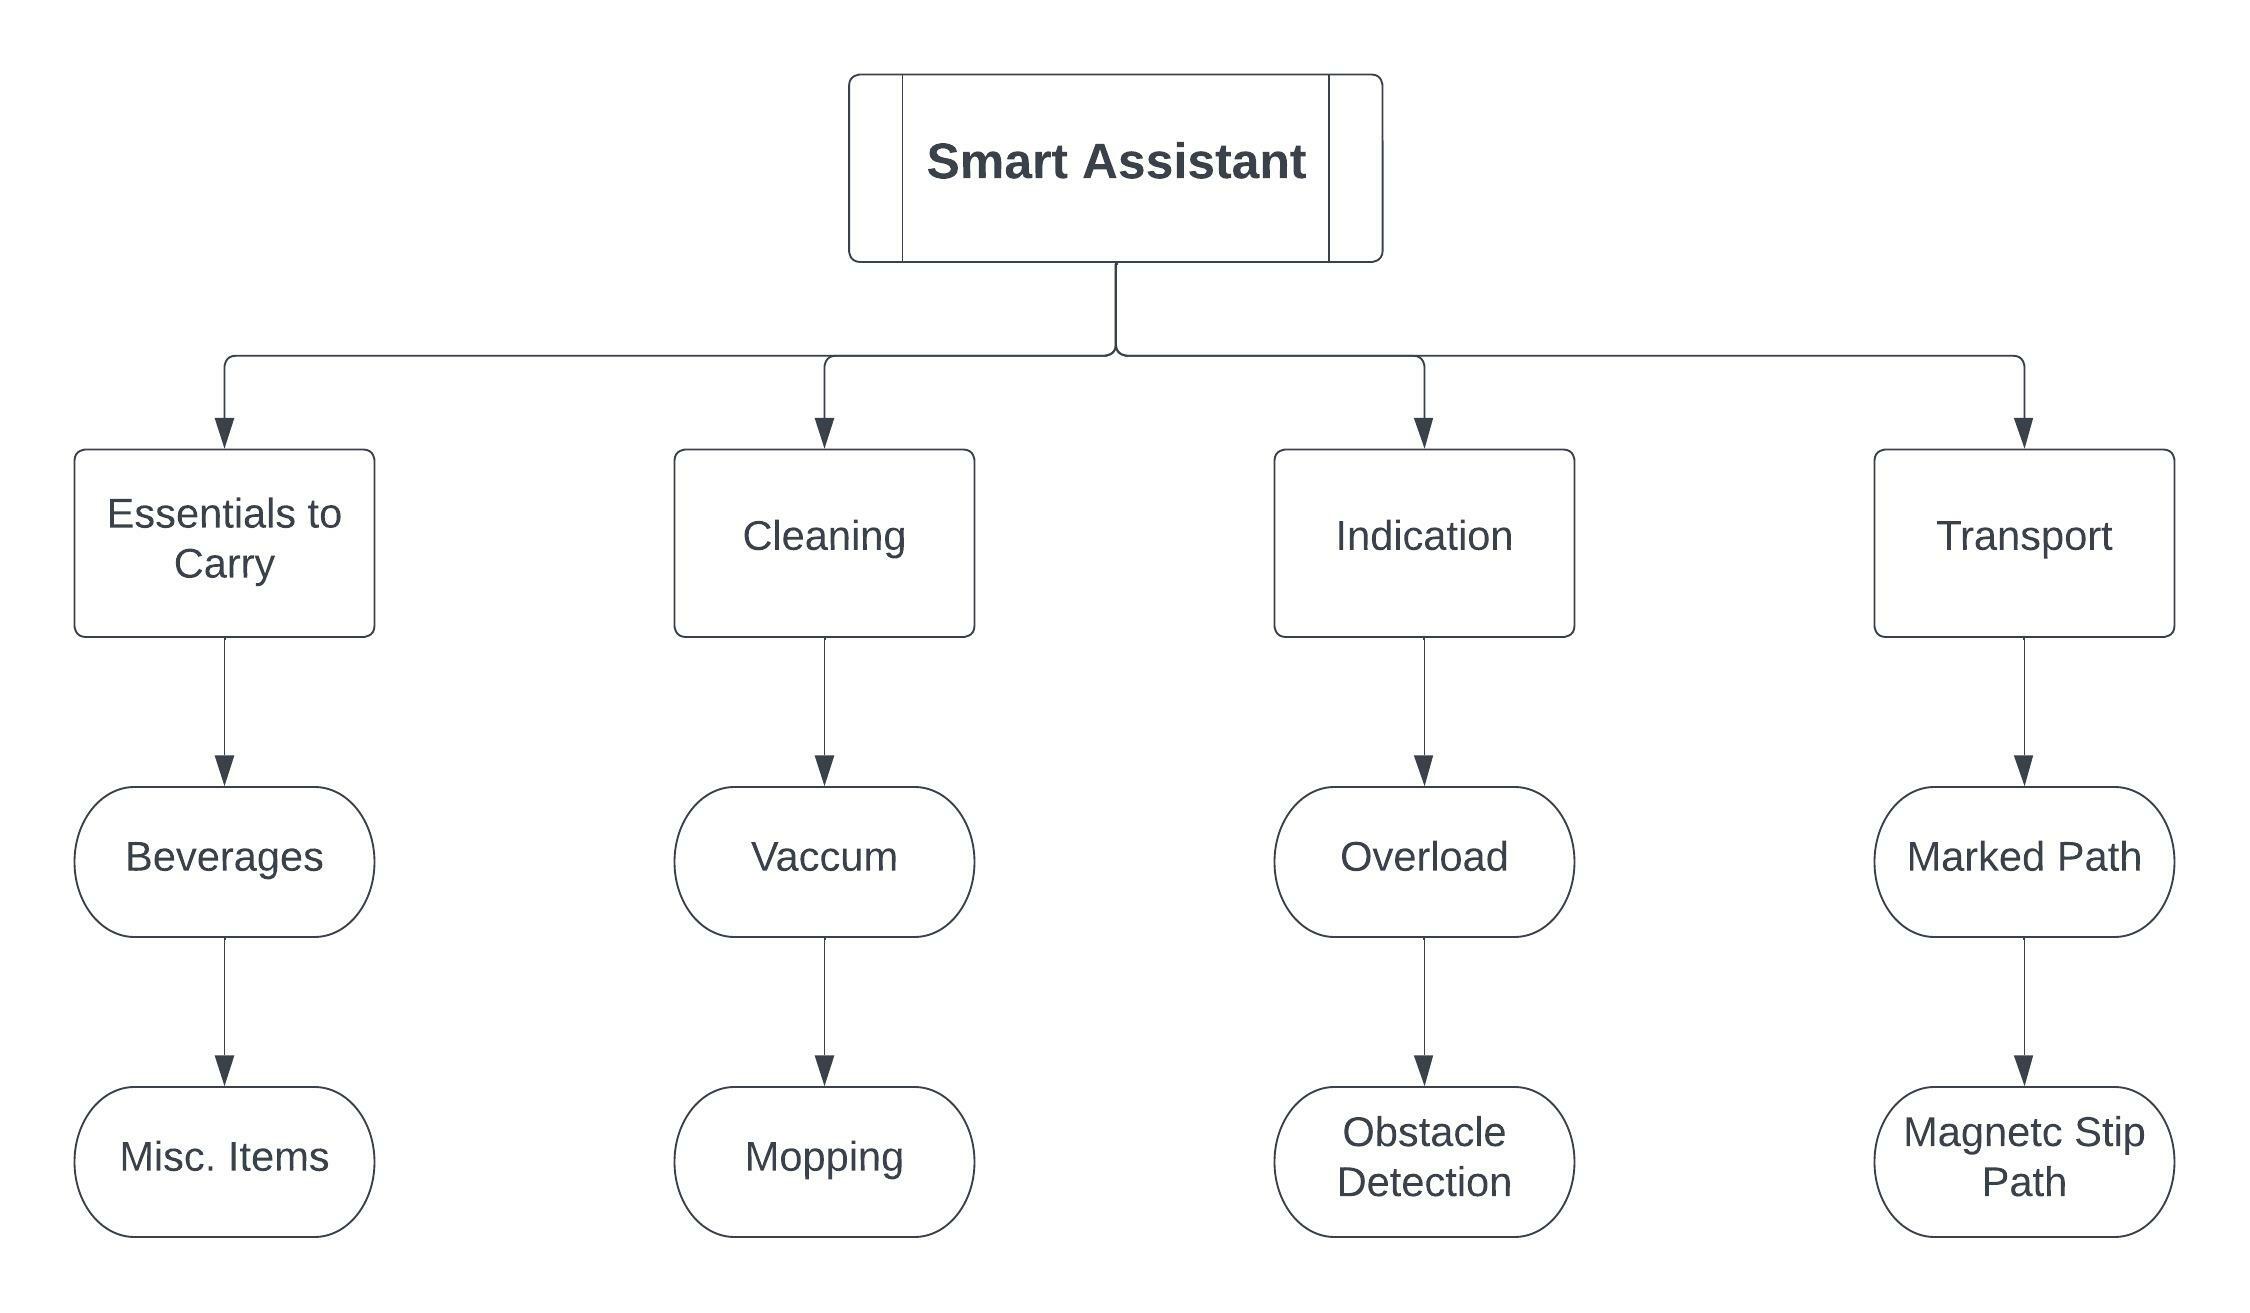 Smart Assistant
Essentials to
Carry
Cleaning
Indication
Transport
Beverages
Vaccum
Overload
Marked Path
Misc. Items
Mopping
Obstacle
Detection
Magnetc Stip
Path